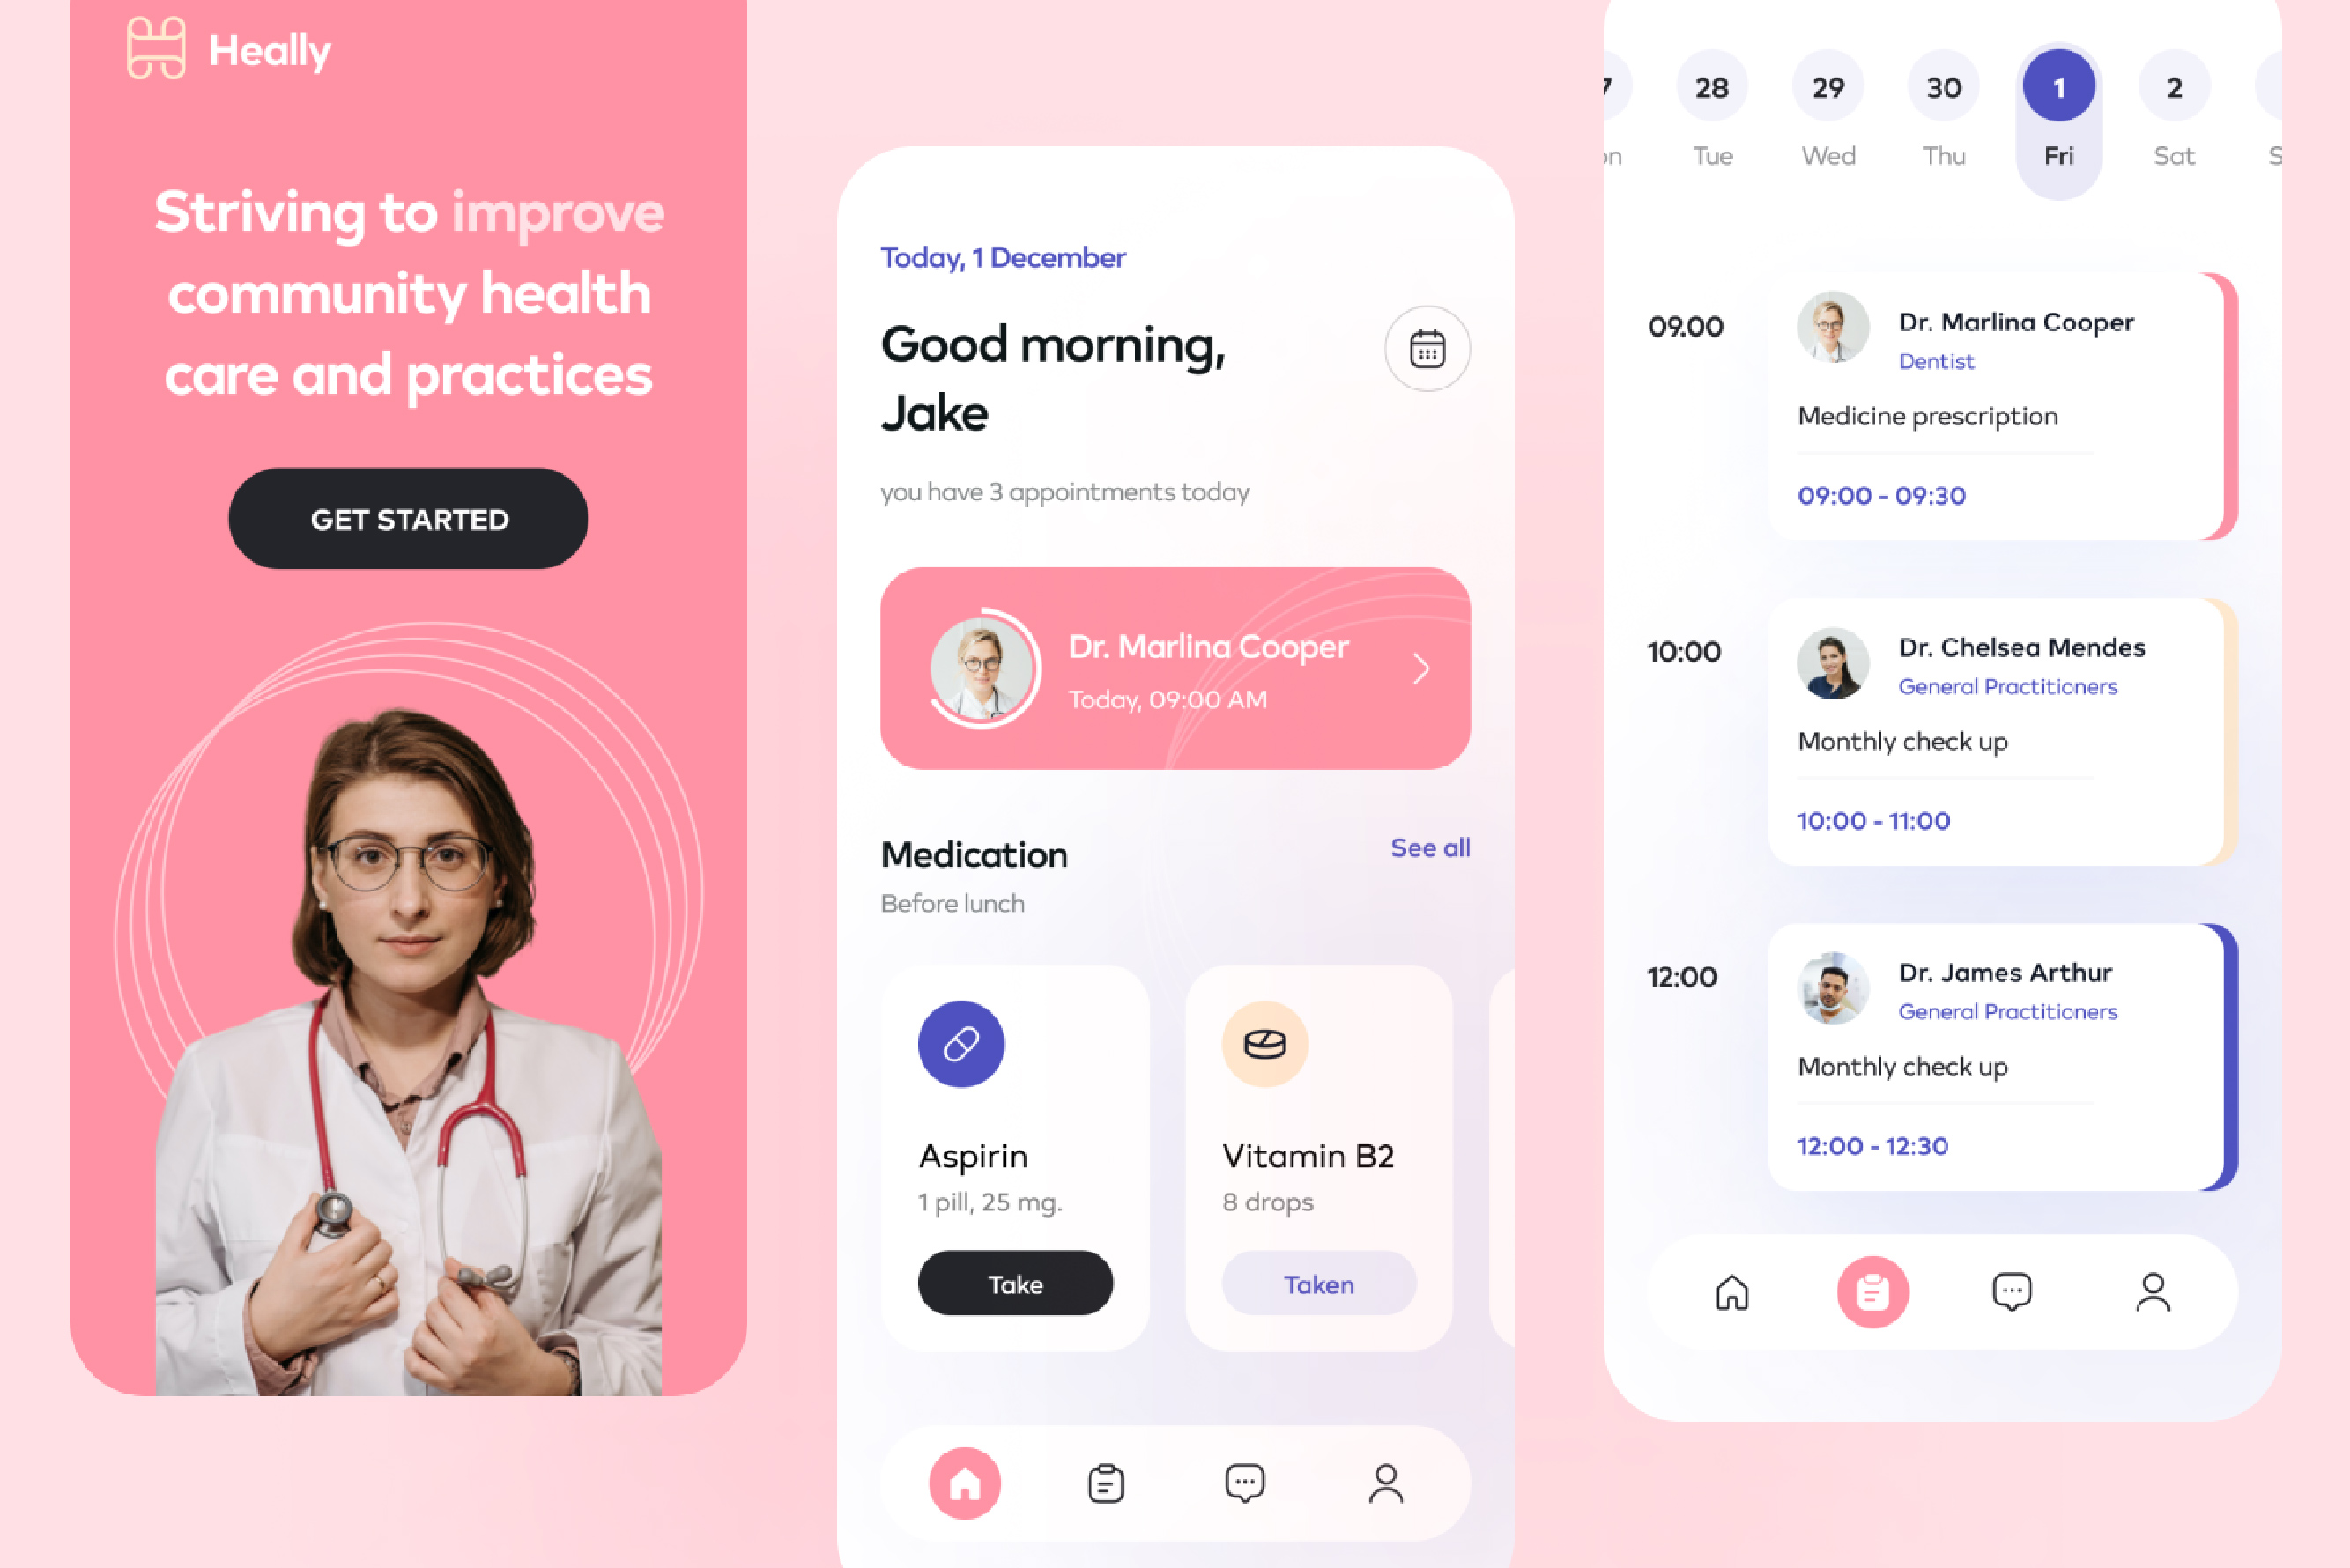 Heally
Striving to improve
community health
care and practices
GET STARTED
Today, 1 December
Good morning,
Jake
you have 3 appointments today
Dr. Marlina Cooper
Today, 09:00 AM
Medication
See all
Before lunch
Aspirin
1 pill, 25 mg.
Take
Vitamin B2
8 drops
Taken
28 29 30 1 2
Tue Wed Thu Fri Sat
09.00
Dr. Marlina Cooper
Dentist
Medicine prescription
09:00 - 09:30
10:00
Dr. Chelsea Mendes
General Practitioners
Monthly check up
10:00 - 11:00
12:00
Dr. James Arthur
General Practitioners
Monthly check up
12:00 - 12:30